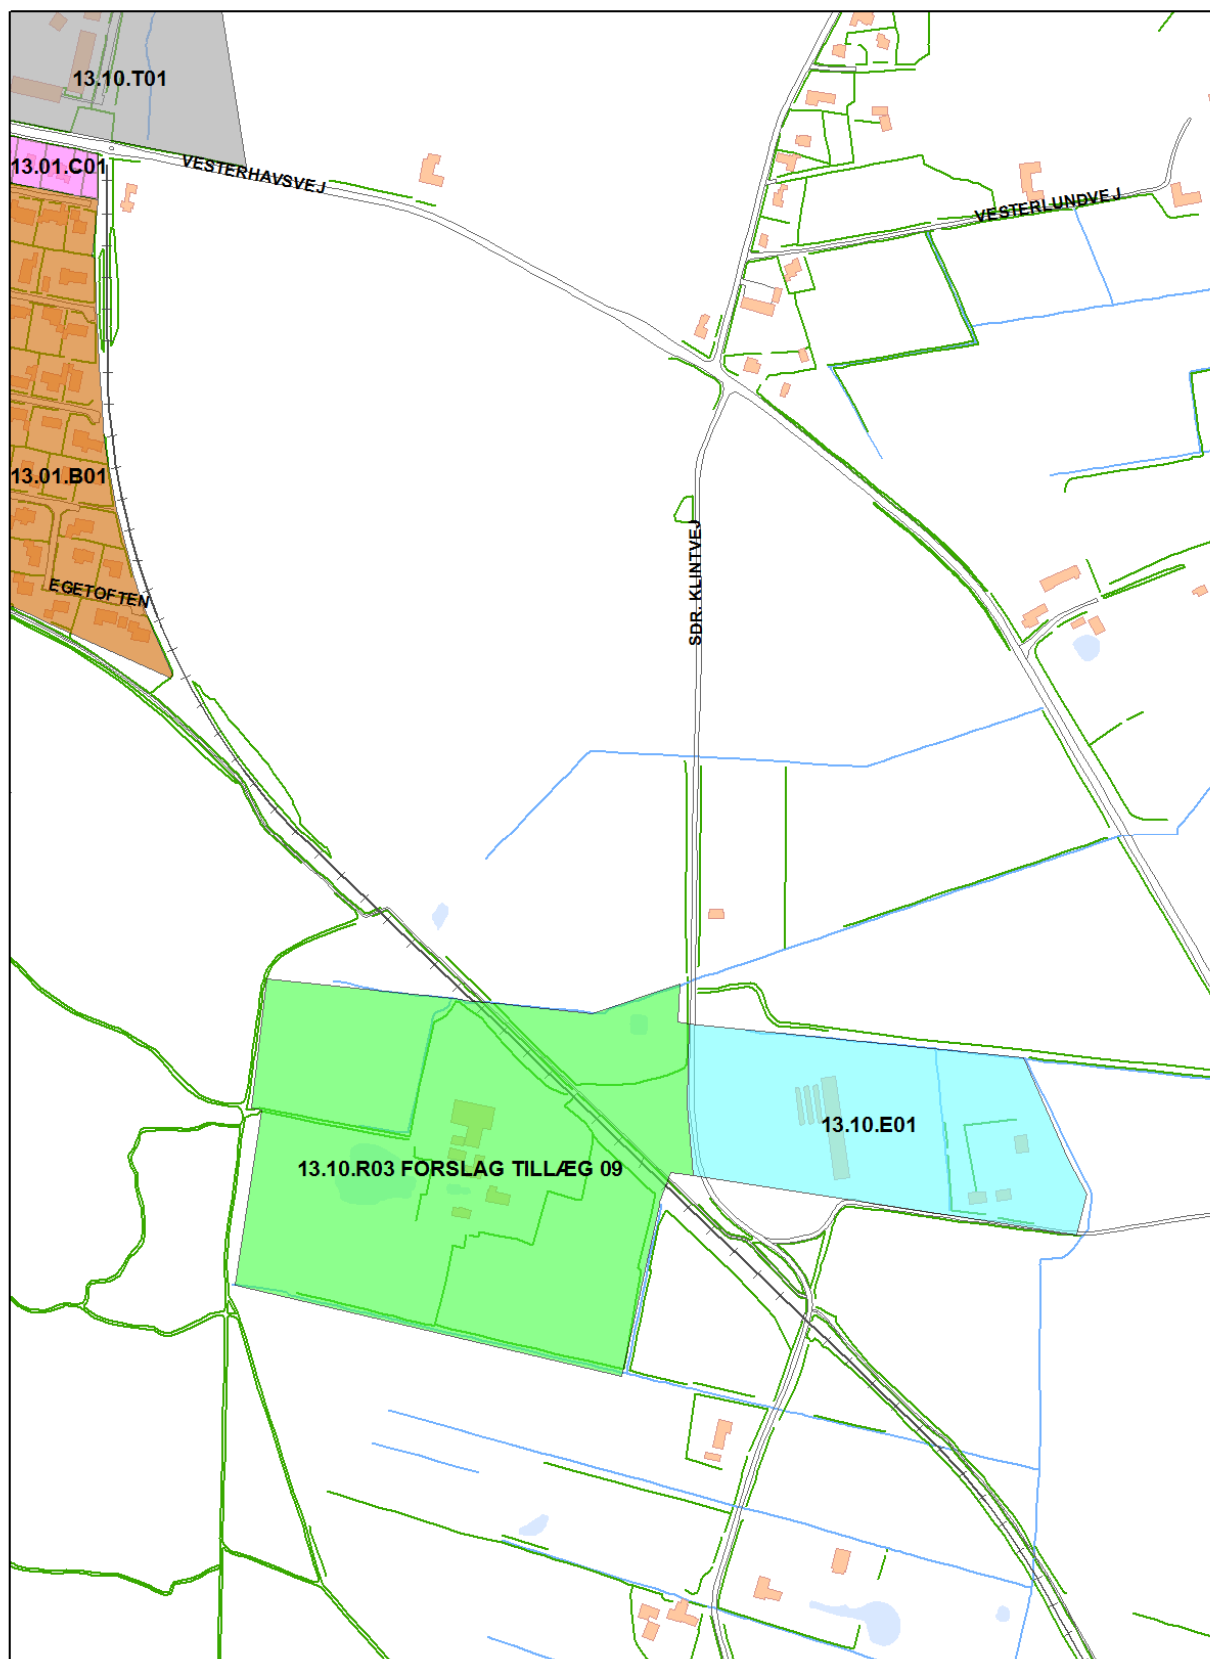 13.10.T01
13.01.C01
VESTERHAVSVEJ
VESTERLUNDVEJ
13.01.B01
SDR. KLINTVEJ
EGETOFTEN
13.10.E01
13.10.R03 FORSLAG TILLÆG 09